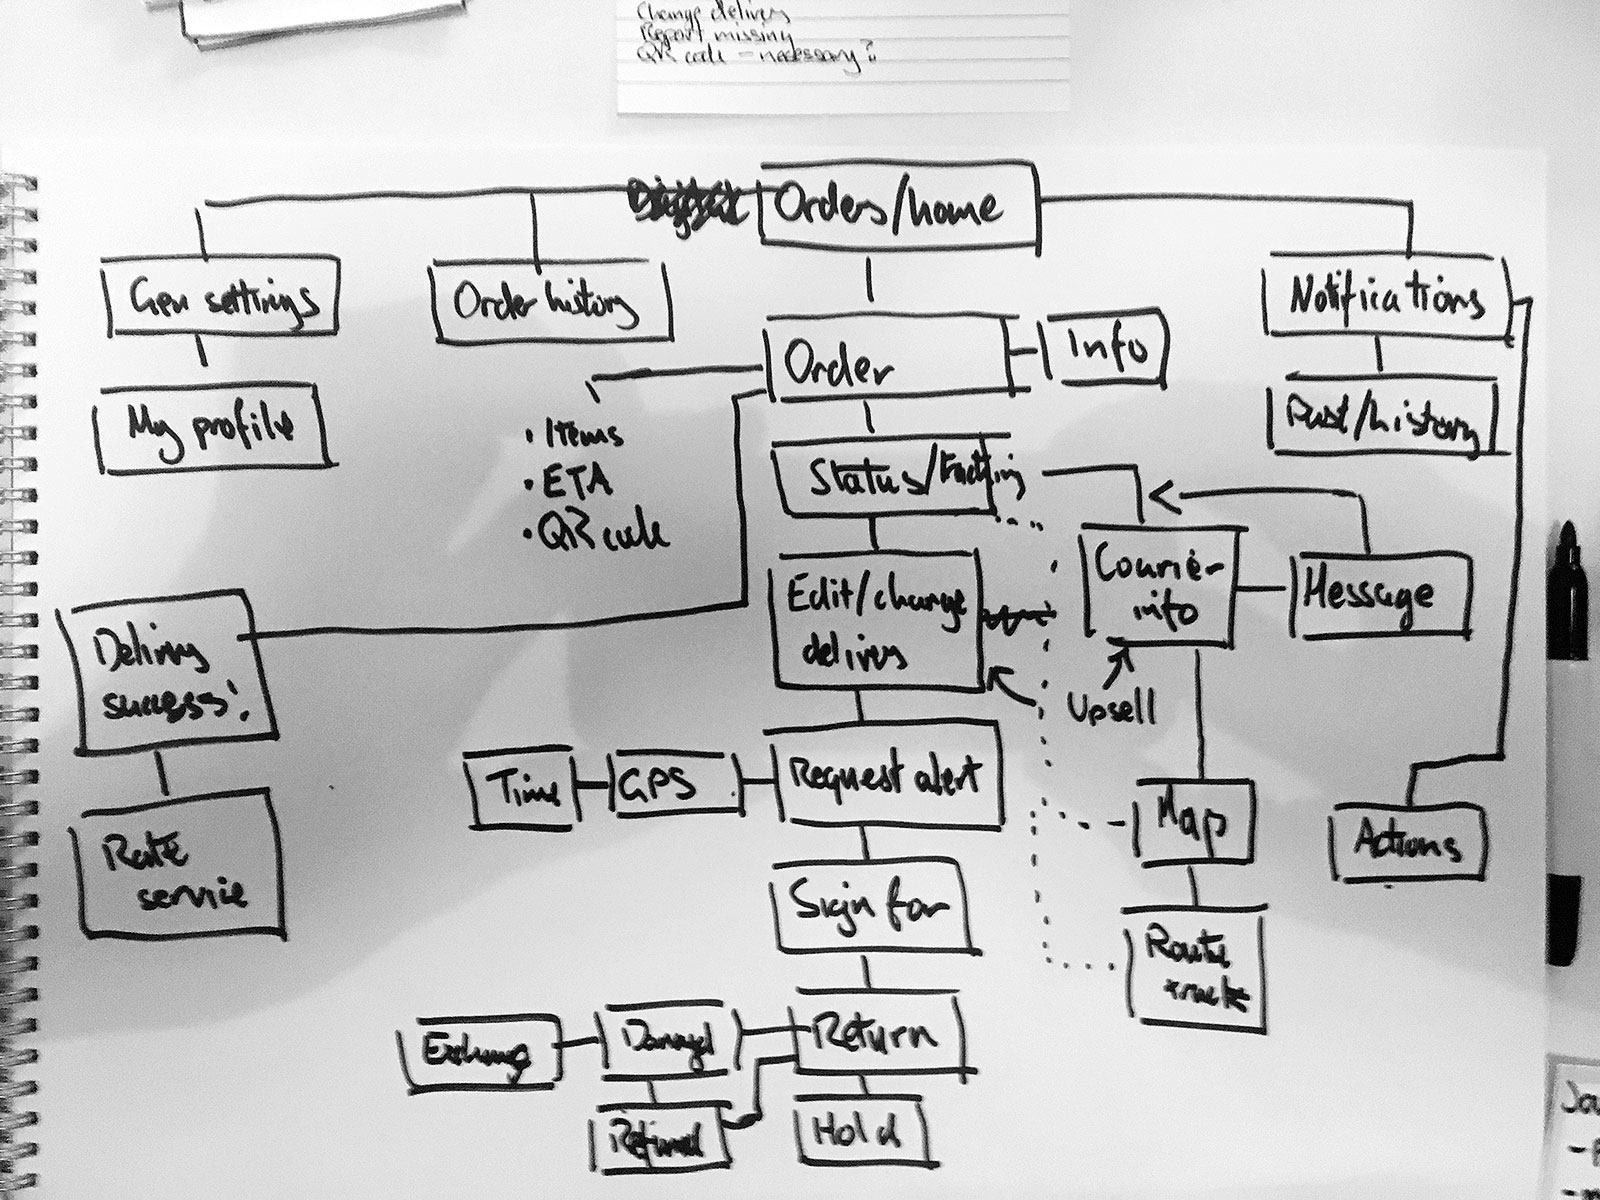 Change delivery
Report missing
QR code - necessary?
Orders/home
Gen settings
Order history
Notifications
Order
Info
My profile
Past/history
• Items
• ETA
• QR code
Status/tracking
Courier
info
Message
Edit/change
delivery
Delivery
success!
Upsell
Time
GPS
Request alert
Map
Actions
Rate
service
Sign for
Route
track
Exchange
Damaged
Return
Refund
Hold